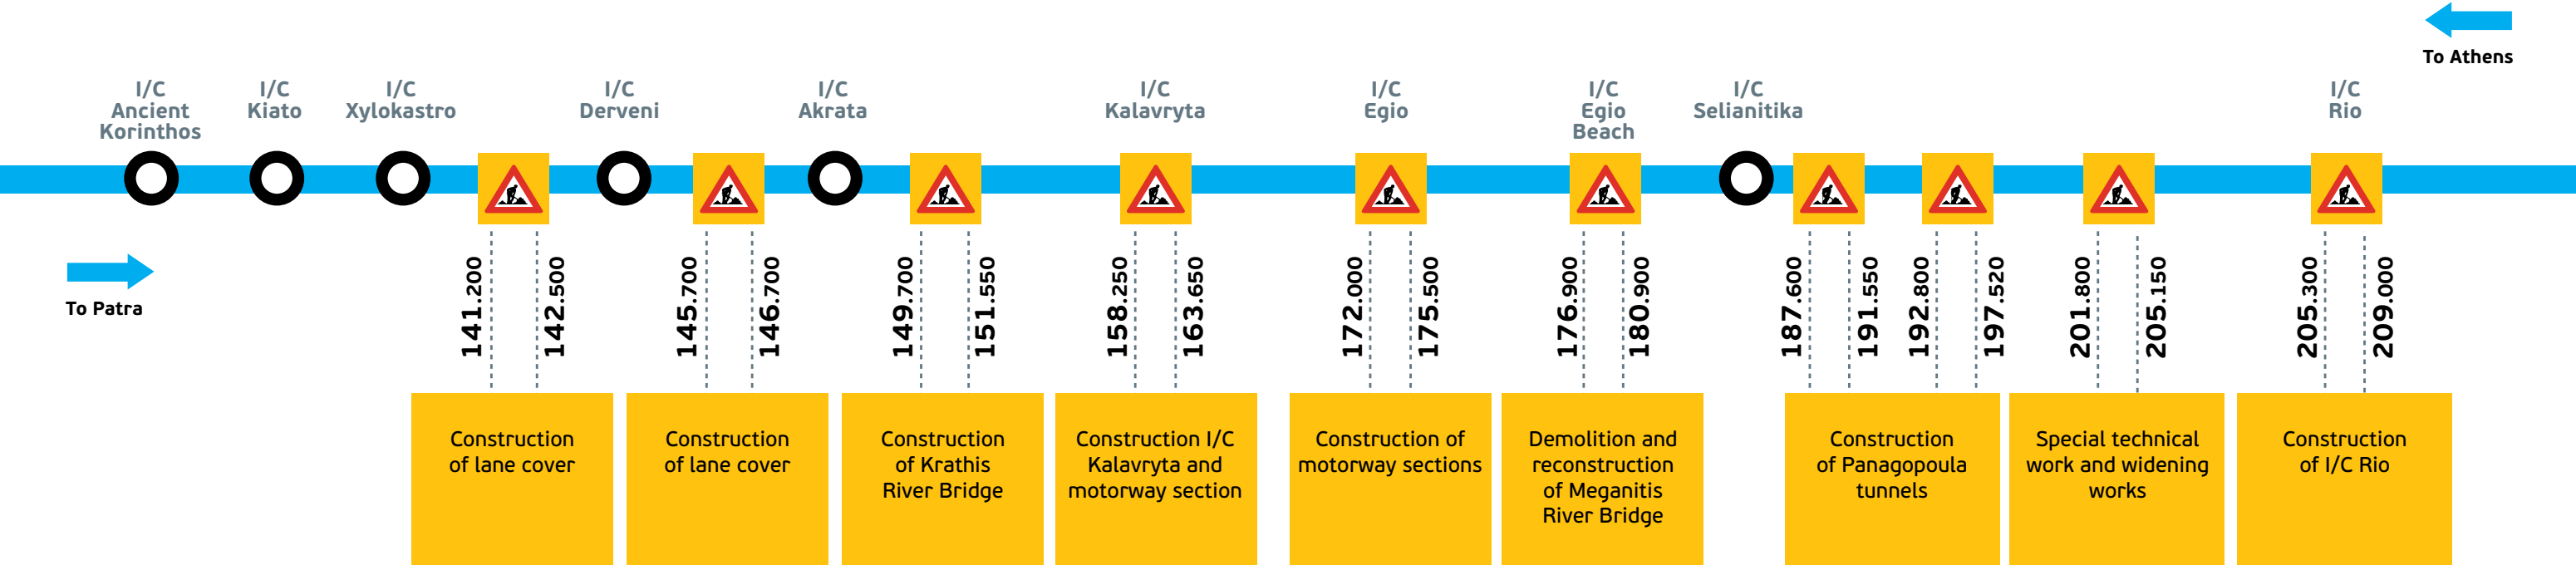 To Athens
I/C
Ancient
Korinthos
I/C
Kiato
I/C
Xylokastro
I/C
Derveni
I/C
Akrata
I/C
Kalavryta
I/C
Egio
I/C
Egio
Beach
I/C
Selianitika
I/C
Rio
To Patra
141.200
142.500
145.700
146.700
149.700
151.550
158.250
163.650
172.000
175.500
176.900
180.900
187.600
191.550
192.800
197.520
201.800
205.150
205.300
209.000
Construction
of lane cover
Construction
of lane cover
Construction
of Krathis
River Bridge
Construction I/C
Kalavryta and
motorway section
Construction of
motorway sections
Demolition and
reconstruction
of Meganitis
River Bridge
Construction
of Panagopoula
tunnels
Special technical
work and widening
works
Construction
of I/C Rio